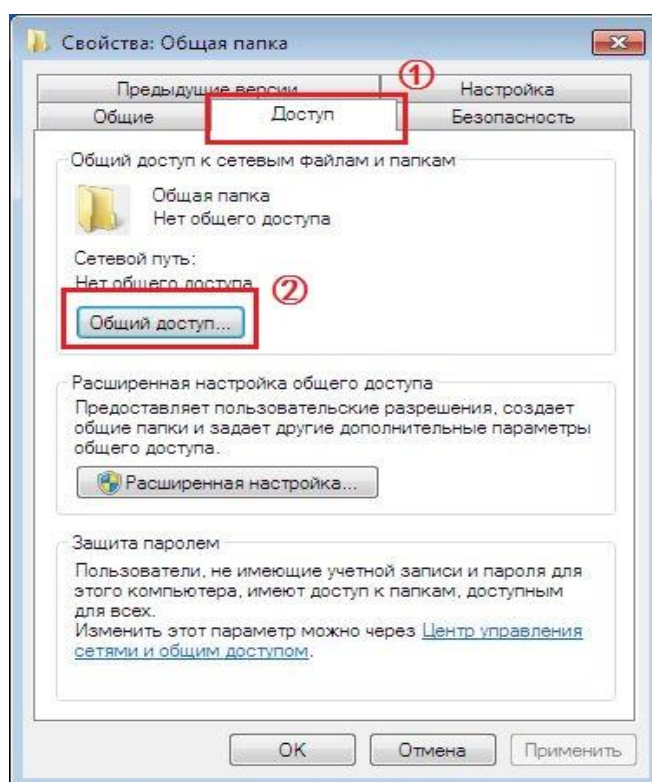 Свойства: Общая папка
①
Предыдущие версии
Настройка
Общие
Доступ
Безопасность
Общий доступ к сетевым файлам и папкам
Общая папка
Нет общего доступа
Сетевой путь:
Нет общего доступа
②
Общий доступ...
Расширенная настройка общего доступа
Предоставляет пользовательские разрешения, создает
общие папки и задает другие дополнительные параметры
общего доступа.
Расширенная настройка...
Защита паролем
Пользователи, не имеющие учетной записи и пароля для
этого компьютера, имеют доступ к папкам, доступным
для всех.
Изменить этот параметр можно через Центр управления
сетями и общим доступом.
OK
Отмена
Применить